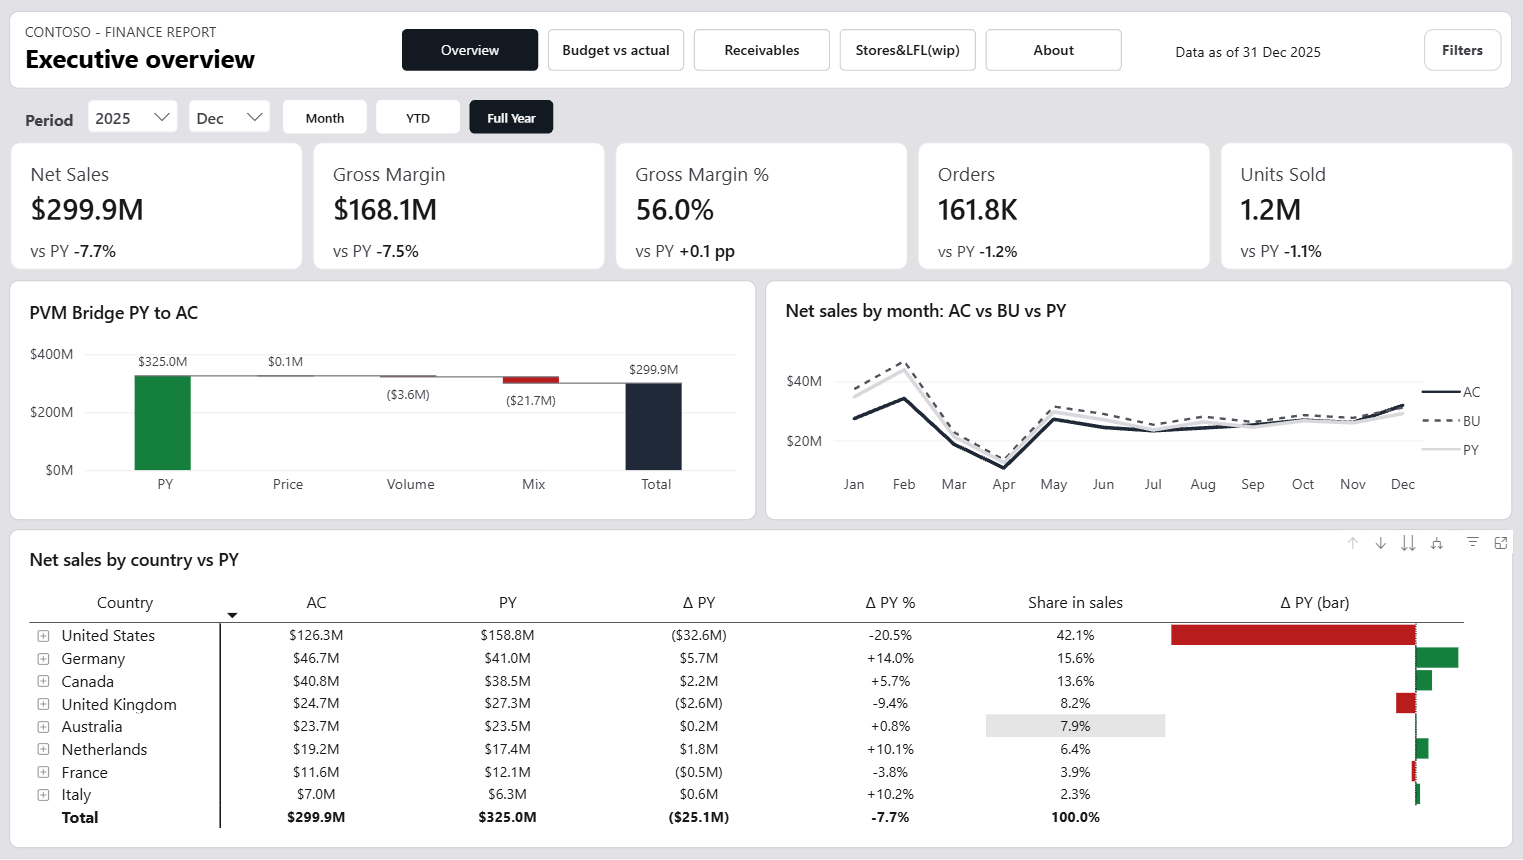 CONTOSO - FINANCE REPORT
Executive overview
Overview
Budget vs actual
Receivables
Stores&LFL(wip)
About
Data as of 31 Dec 2025
Filters
Period
2025
Dec
Month
YTD
Full Year
Net Sales
$299.9M
vs PY -7.7%
Gross Margin
$168.1M
vs PY -7.5%
Gross Margin %
56.0%
vs PY +0.1 pp
Orders
161.8K
vs PY -1.2%
Units Sold
1.2M
vs PY -1.1%
PVM Bridge PY to AC
$400M
$200M
$0M
$325.0M
$0.1M
($3.6M)
($21.7M)
$299.9M
PY Price Volume Mix Total
Net sales by month: AC vs BU vs PY
$40M
$20M
Jan Feb Mar Apr May Jun Jul Aug Sep Oct Nov Dec
AC
BU
PY
Net sales by country vs PY
Country AC PY Δ PY Δ PY % Share in sales Δ PY (bar)
United States $126.3M $158.8M ($32.6M) -20.5% 42.1%
Germany $46.7M $41.0M $5.7M +14.0% 15.6%
Canada $40.8M $38.5M $2.2M +5.7% 13.6%
United Kingdom $24.7M $27.3M ($2.6M) -9.4% 8.2%
Australia $23.7M $23.5M $0.2M +0.8% 7.9%
Netherlands $19.2M $17.4M $1.8M +10.1% 6.4%
France $11.6M $12.1M ($0.5M) -3.8% 3.9%
Italy $7.0M $6.3M $0.6M +10.2% 2.3%
Total $299.9M $325.0M ($25.1M) -7.7% 100.0%